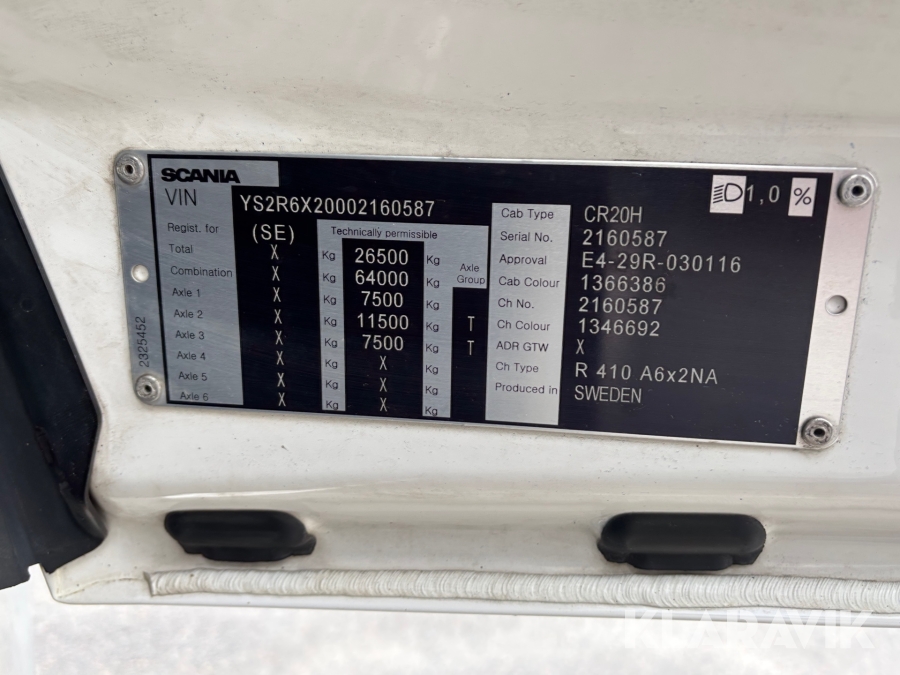 SCANIA
VIN YS2R6X20002160587
Regist. for (SE) Technically permissible
Total X Kg 26500 Kg Axle Group
Combination X Kg 64000 Kg
Axle 1 X Kg 7500 Kg
Axle 2 X Kg 11500 Kg T
Axle 3 X Kg 7500 Kg T
Axle 4 X Kg X Kg
Axle 5 X Kg X Kg
Axle 6 X Kg X Kg
1,0 %
Cab Type CR20H
Serial No. 2160587
Approval E4-29R-030116
Cab Colour 1366386
Ch No. 2160587
Ch Colour 1346692
ADR GTW X
Ch Type R 410 A6x2NA
Produced in SWEDEN
2325452
KLARAVIK